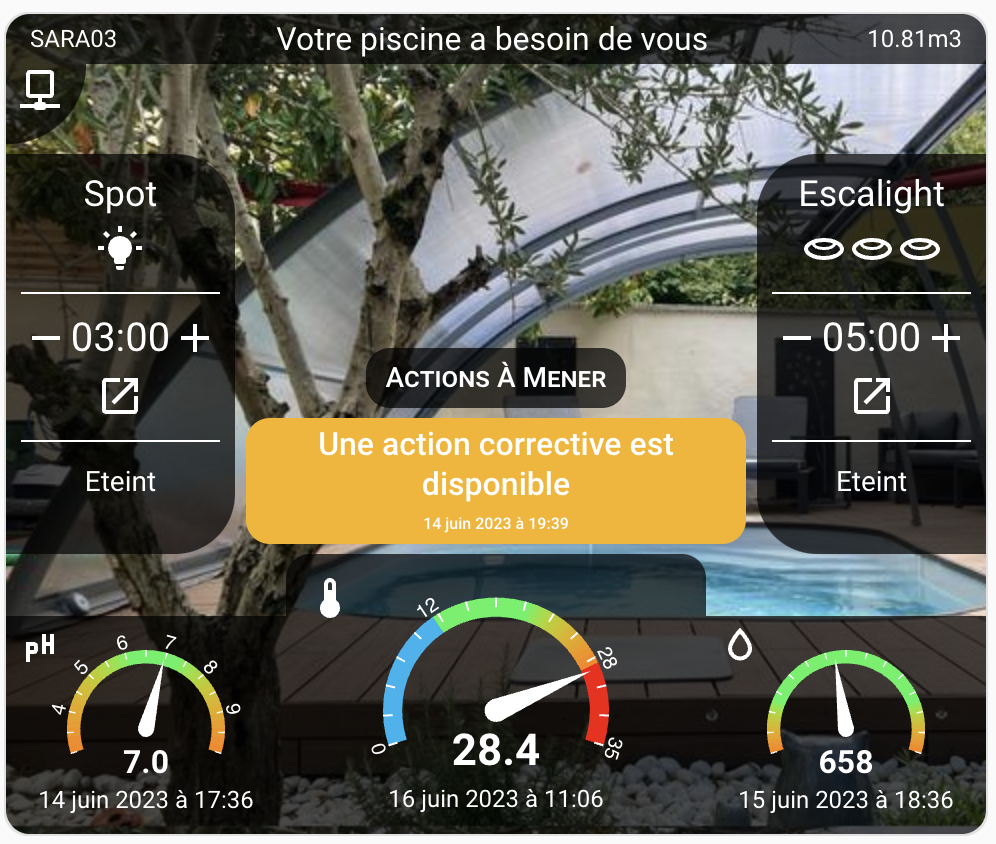 SARA03
Votre piscine a besoin de vous
10.81m3
Spot
03:00
Eteint
Escalight
05:00
Eteint
Actions À Mener
Une action corrective est
disponible
14 juin 2023 à 19:39
pH
4
5
6
7
8
9
7.0
14 juin 2023 à 17:36
0
12
28
35
28.4
16 juin 2023 à 11:06
658
15 juin 2023 à 18:36